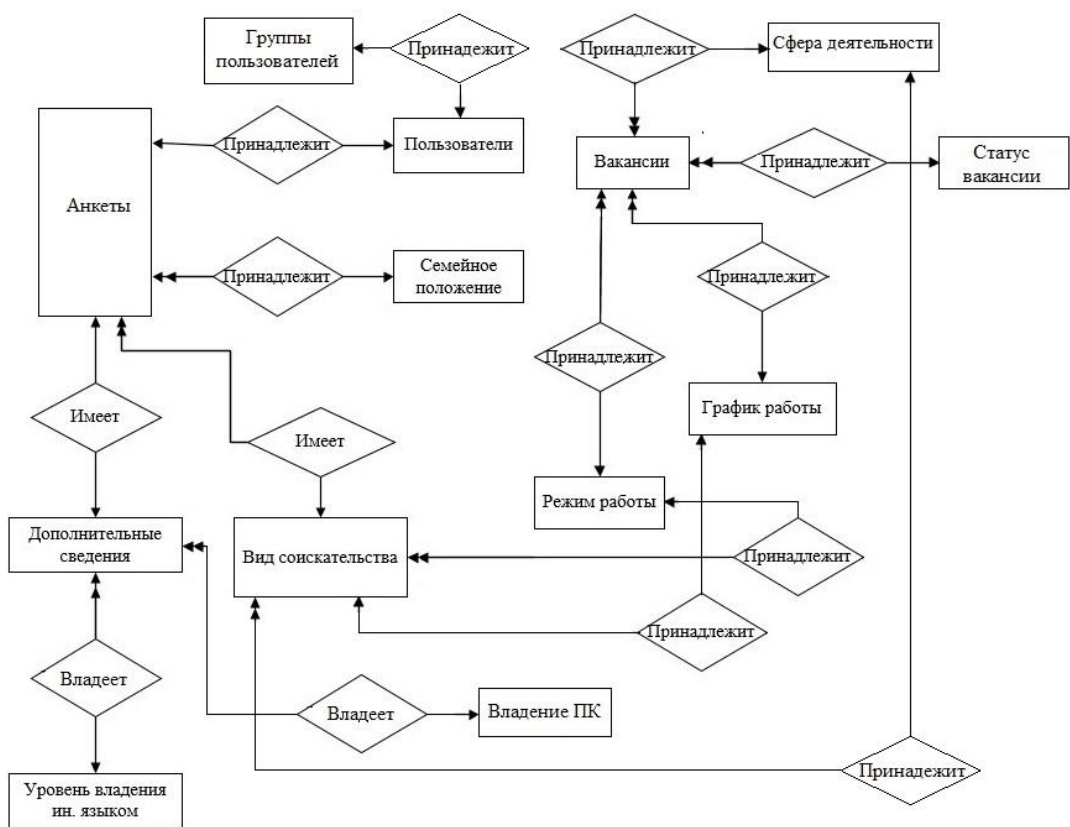 Группы
пользователей
Принадежит
Принадлежит
Сфера деятельности
Анкеты
Принадлежит
Пользователи
Вакансии
Принадлежит
Статус
вакансии
Принадлежит
Семейное
положение
Принадлежит
Принадлежит
График работы
Имеет
Имеет
Режим работы
Дополнительные
сведения
Вид соискательства
Принадлежит
Принадлежит
Владеет
Владеет
Владение ПК
Принадежит
Уровень владения
ин. языком